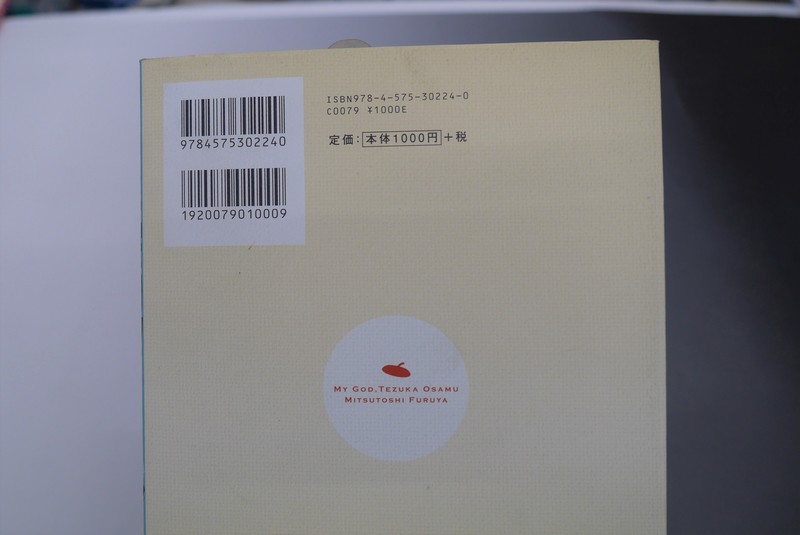 9784575302240
1920079010009
ISBN978-4-575-30224-0
C0079 ¥1000E
定価：本体1000円＋税
MY GOD,TEZUKA OSAMU
MITSUTOSHI FURUYA